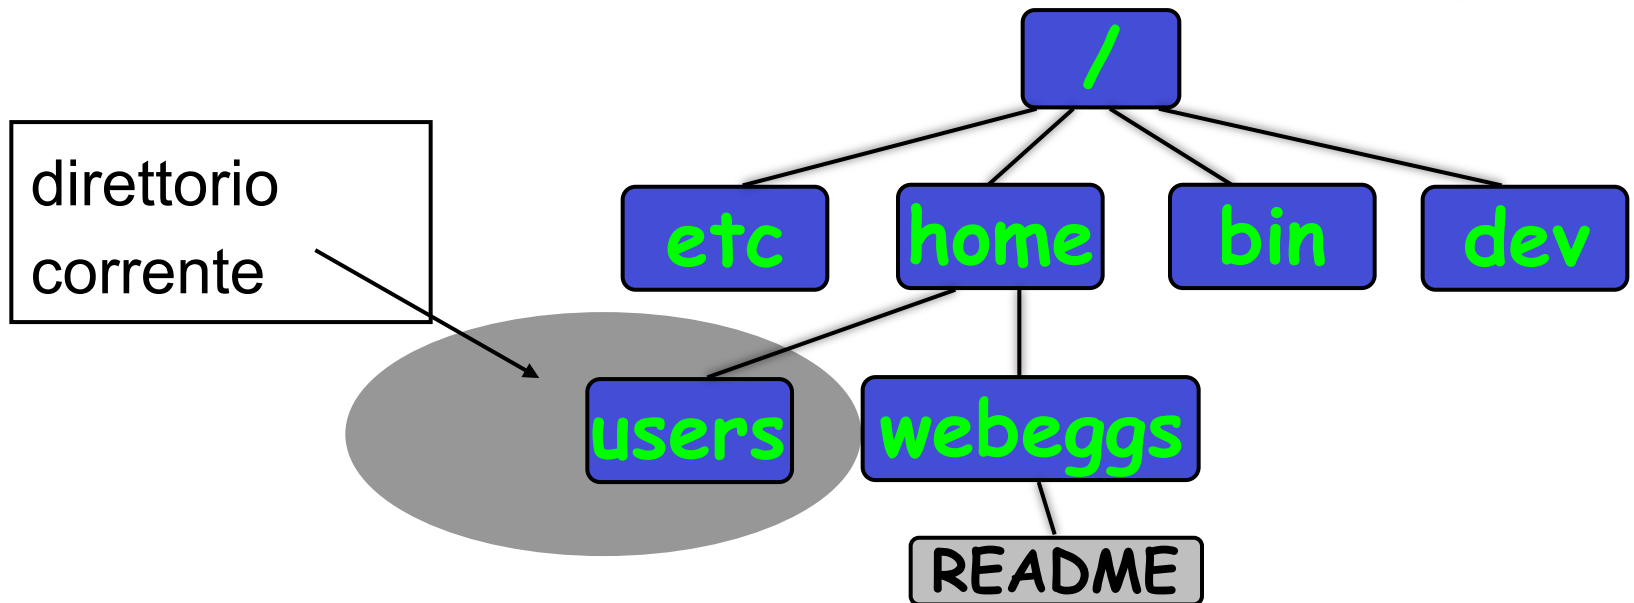 /
direttorio
corrente
etc home bin dev
users webeggs
README